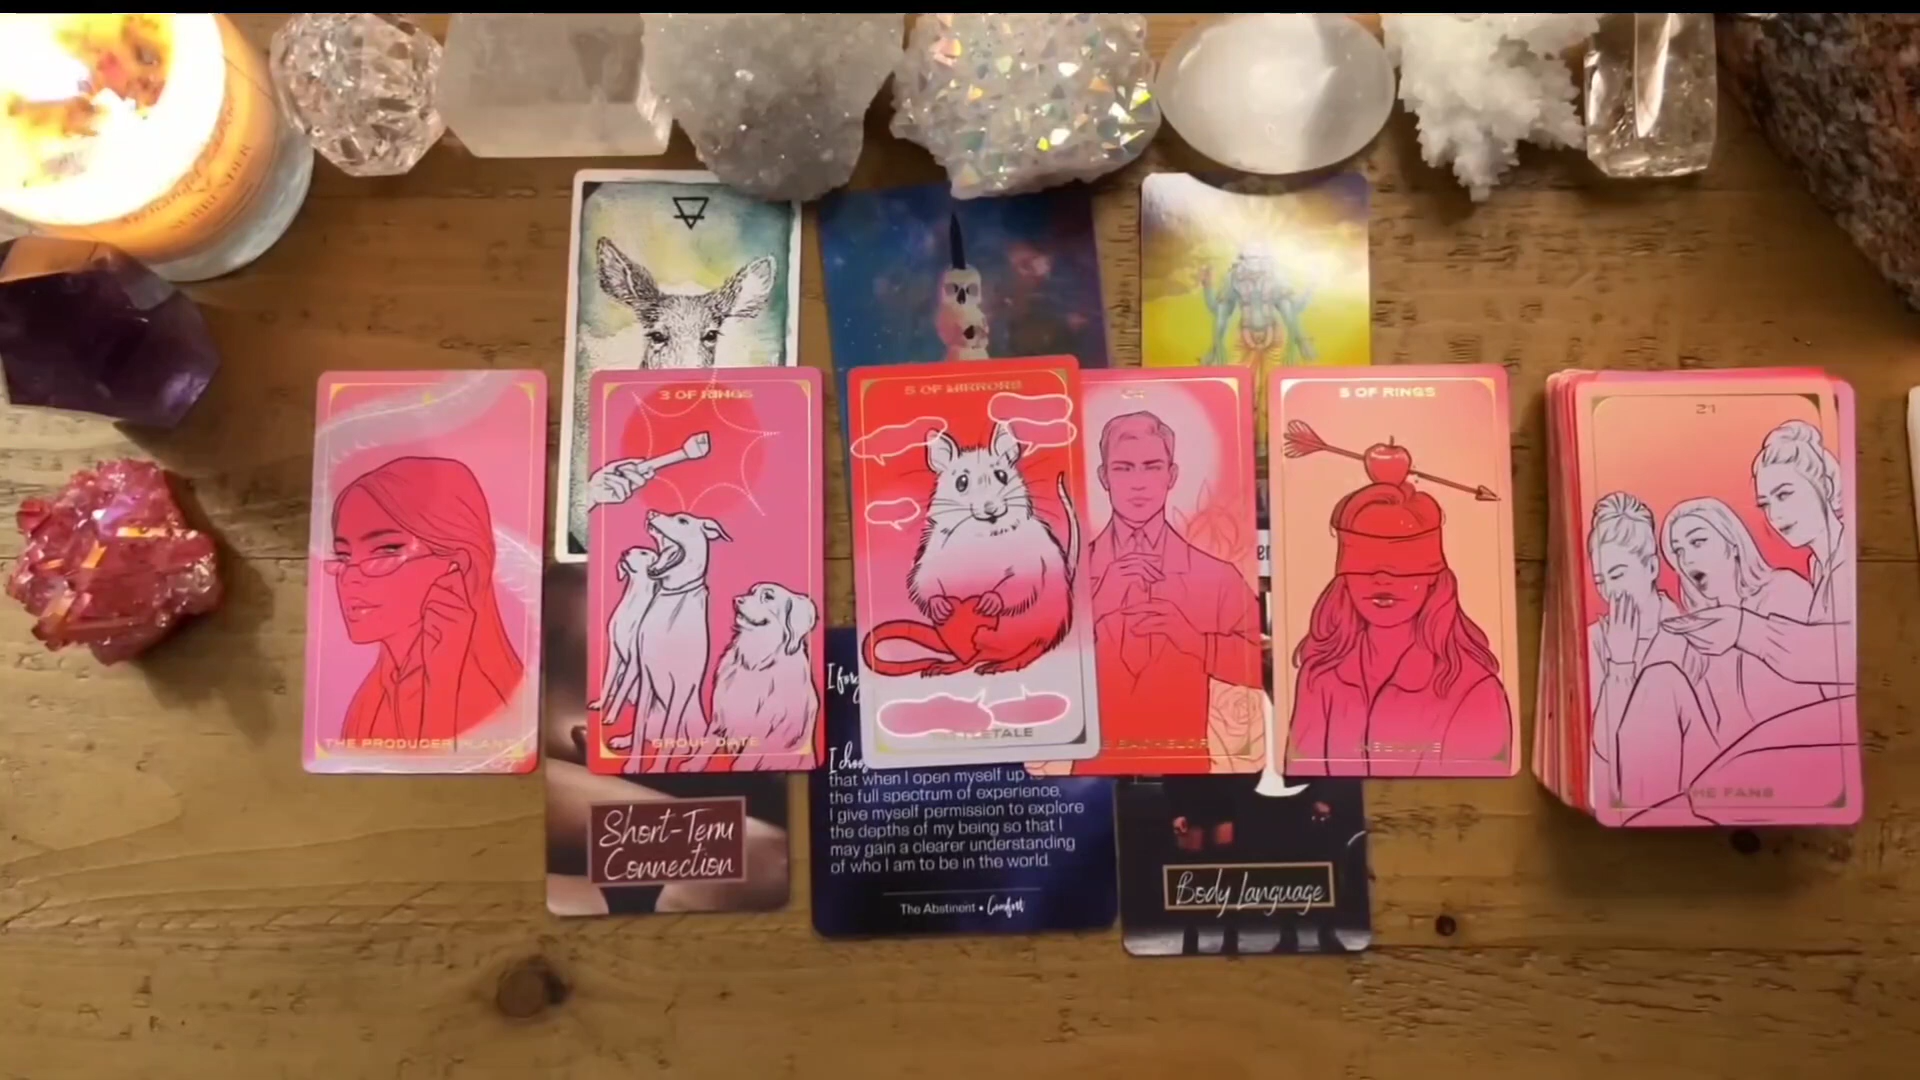 3 OF RINGS
5 OF MIRRORS
5 OF RINGS
21
THE PRODUCER PLANT
GROUP DATE
BACHELOR
THE FANS
Short-Term
Connection
I
I
that when I open myself up
the full spectrum of experience,
I give myself permission to explore
the depths of my being so that I
may gain a clearer understanding
of who I am to be in the world.
The Abstinent • Comfort
Body Language